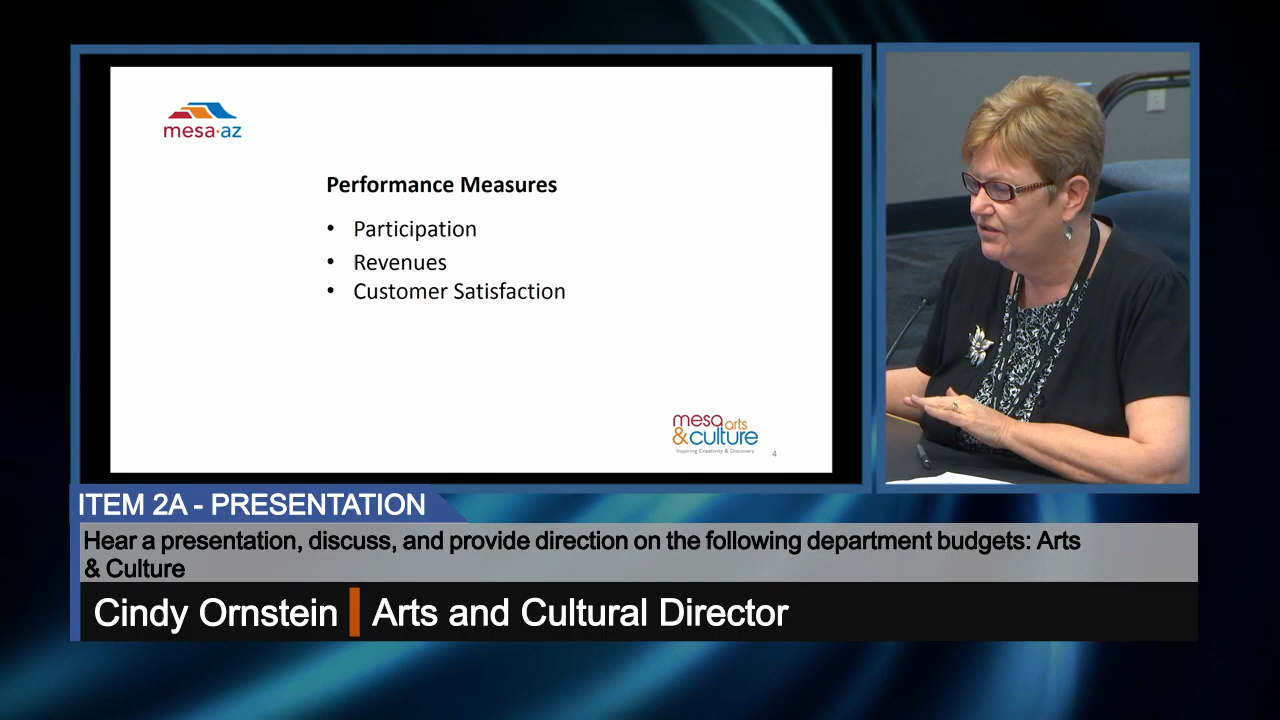 mesa·az
Performance Measures
• Participation
• Revenues
• Customer Satisfaction
mesa arts
&culture
Inspiring Creativity & Discovery
4
ITEM 2A - PRESENTATION
Hear a presentation, discuss, and provide direction on the following department budgets: Arts
& Culture
Cindy Ornstein
Arts and Cultural Director